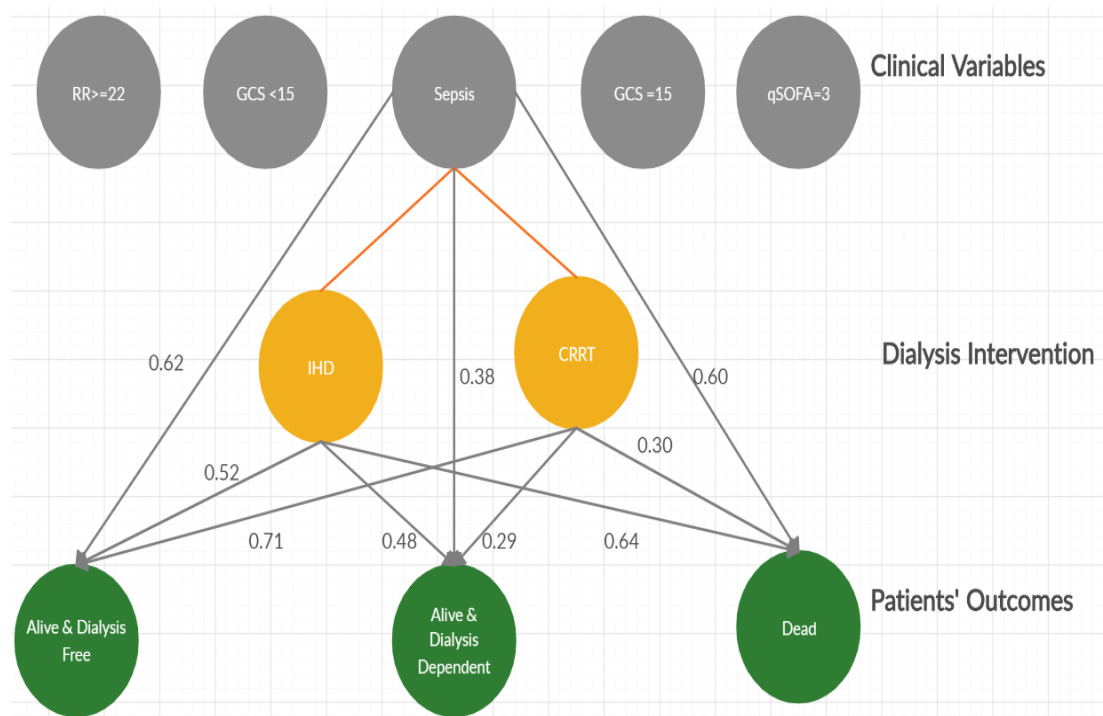 Clinical Variables
RR>=22
GCS <15
Sepsis
GCS =15
qSOFA=3
Dialysis Intervention
IHD
CRRT
0.62
0.38
0.60
0.52
0.30
0.71
0.48
0.29
0.64
Patients' Outcomes
Alive & Dialysis
Free
Alive &
Dialysis
Dependent
Dead